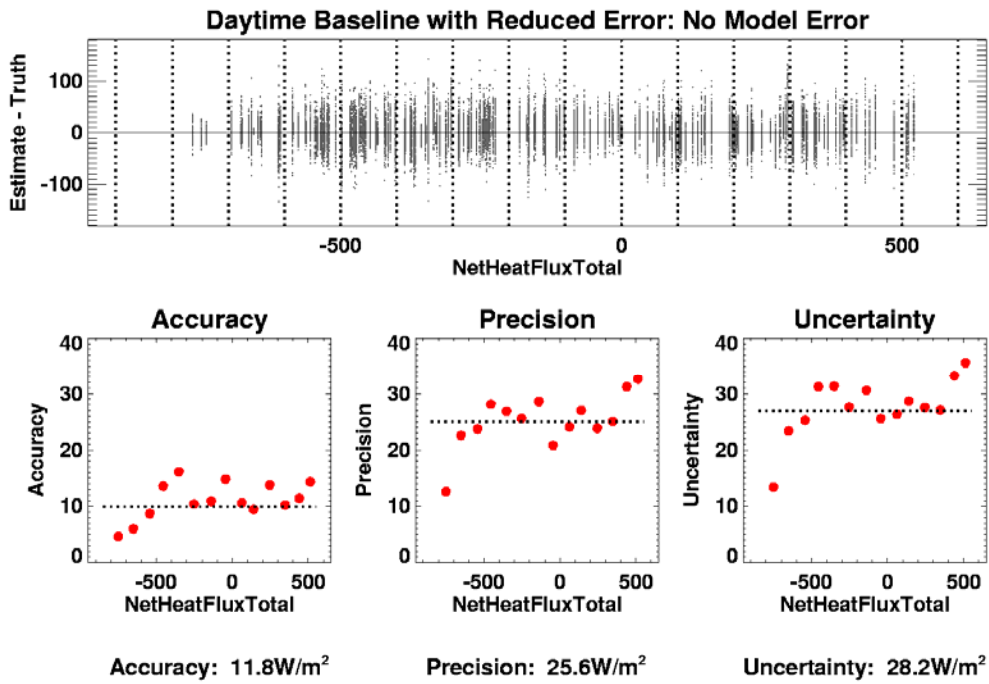 Daytime Baseline with Reduced Error: No Model Error
Estimate - Truth
100
0
-100
-500 0 500
NetHeatFluxTotal
Accuracy
Accuracy
40
30
20
10
0
-500 0 500
NetHeatFluxTotal
Precision
Precision
40
30
20
10
0
-500 0 500
NetHeatFluxTotal
Uncertainty
Uncertainty
40
30
20
10
0
-500 0 500
NetHeatFluxTotal
Accuracy: 11.8W/m² Precision: 25.6W/m² Uncertainty: 28.2W/m²